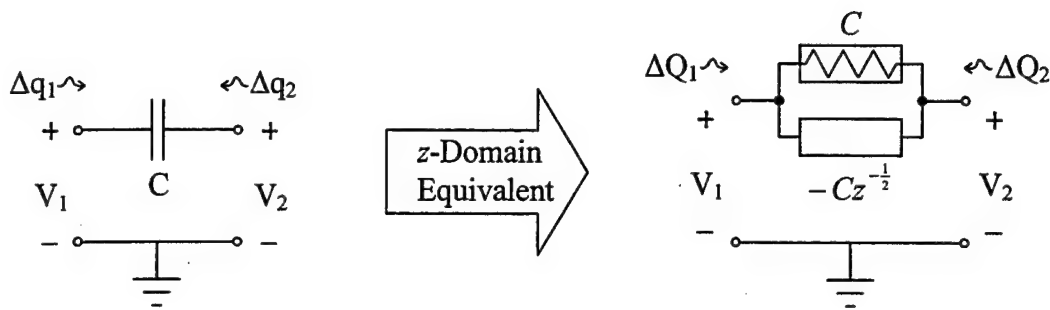 Δq₁ Δq₂
+ +
C
V₁ V₂
− −
z-Domain
Equivalent
C
ΔQ₁ ΔQ₂
+ +
−Cz^{-1/2}
V₁ V₂
− −